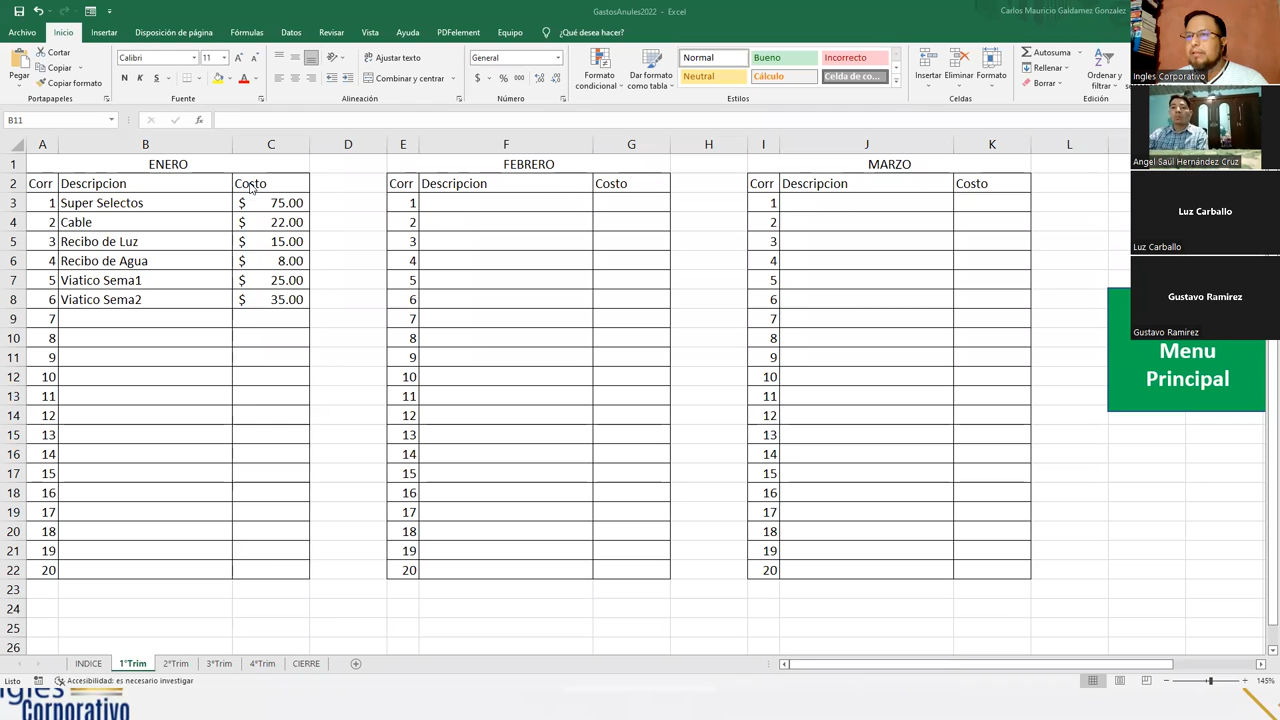 GastosAnules2022 - Excel
Carlos Mauricio Galdamez Gonzalez
Archivo Inicio Insertar Disposición de página Fórmulas Datos Revisar Vista Ayuda PDFelement Equipo ¿Qué desea hacer?
Pegar
Cortar
Copiar
Copiar formato
Portapapeles
Calibri 11
N K S
Fuente
Ajustar texto
Combinar y centrar
Alineación
General
$ % 000
Número
Formato condicional
Dar formato como tabla
Normal Bueno Incorrecto
Neutral Cálculo Celda de co...
Estilos
Insertar Eliminar Formato
Celdas
Autosuma
Rellenar
Borrar
Ordenar y filtrar
Edición
Ingles Corporativo
Angel Saúl Hernández Cruz
Luz Carballo
Luz Carballo
Gustavo Ramirez
Gustavo Ramirez
B11
A B C D E F G H I J K L
1 ENERO FEBRERO MARZO
2 Corr Descripcion Costo Corr Descripcion Costo Corr Descripcion Costo
3 1 Super Selectos $ 75.00 1 1
4 2 Cable $ 22.00 2 2
5 3 Recibo de Luz $ 15.00 3 3
6 4 Recibo de Agua $ 8.00 4 4
7 5 Viatico Sema1 $ 25.00 5 5
8 6 Viatico Sema2 $ 35.00 6 6
9 7 7 7
10 8 8 8
11 9 9 9
12 10 10 10
13 11 11 11
14 12 12 12
15 13 13 13
16 14 14 14
17 15 15 15
18 16 16 16
19 17 17 17
20 18 18 18
21 19 19 19
22 20 20 20
23
24
25
26
Menu
Principal
INDICE 1°Trim 2°Trim 3°Trim 4°Trim CIERRE
Listo Accesibilidad: es necesario investigar
145%
Ingles
Corporativo